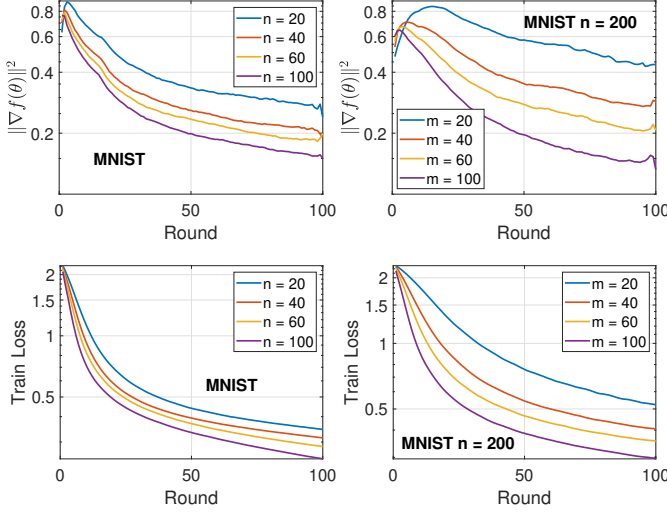 0.8
0.6
0.4
0.2
‖∇f(θ)‖²
n = 20
n = 40
n = 60
n = 100
MNIST
0
50
100
Round
0.8
0.6
0.4
0.2
‖∇f(θ)‖²
MNIST n = 200
m = 20
m = 40
m = 60
m = 100
0
50
100
Round
2
1.5
1
0.5
Train Loss
n = 20
n = 40
n = 60
n = 100
MNIST
0
50
100
Round
2
1.5
1
0.5
Train Loss
m = 20
m = 40
m = 60
m = 100
MNIST n = 200
0
50
100
Round